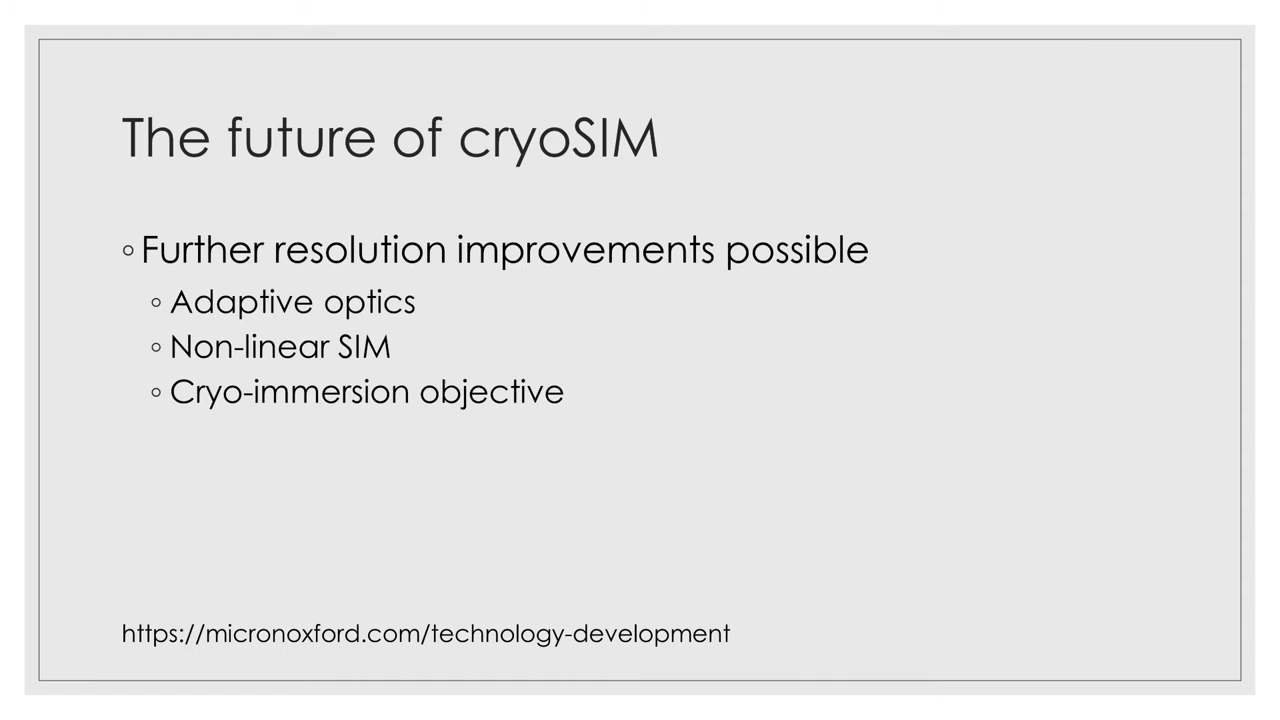 The future of cryoSIM
◦ Further resolution improvements possible
◦ Adaptive optics
◦ Non-linear SIM
◦ Cryo-immersion objective
https://micronoxford.com/technology-development